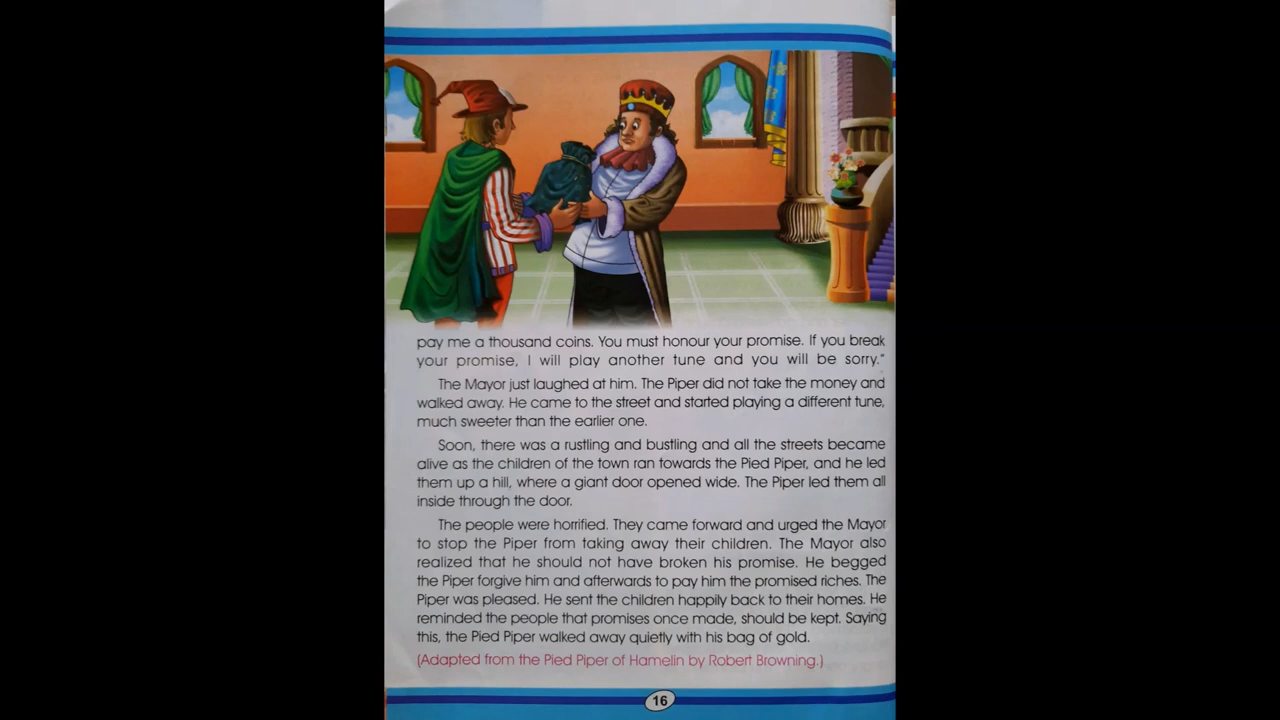 pay me a thousand coins. You must honour your promise. If you break
your promise, I will play another tune and you will be sorry."
The Mayor just laughed at him. The Piper did not take the money and
walked away. He came to the street and started playing a different tune,
much sweeter than the earlier one.
Soon, there was a rustling and bustling and all the streets became
alive as the children of the town ran towards the Pied Piper, and he led
them up a hill, where a giant door opened wide. The Piper led them all
inside through the door.
The people were horrified. They came forward and urged the Mayor
to stop the Piper from taking away their children. The Mayor also
realized that he should not have broken his promise. He begged
the Piper forgive him and afterwards to pay him the promised riches. The
Piper was pleased. He sent the children happily back to their homes. He
reminded the people that promises once made, should be kept. Saying
this, the Pied Piper walked away quietly with his bag of gold.
(Adapted from the Pied Piper of Hamelin by Robert Browning.)
16